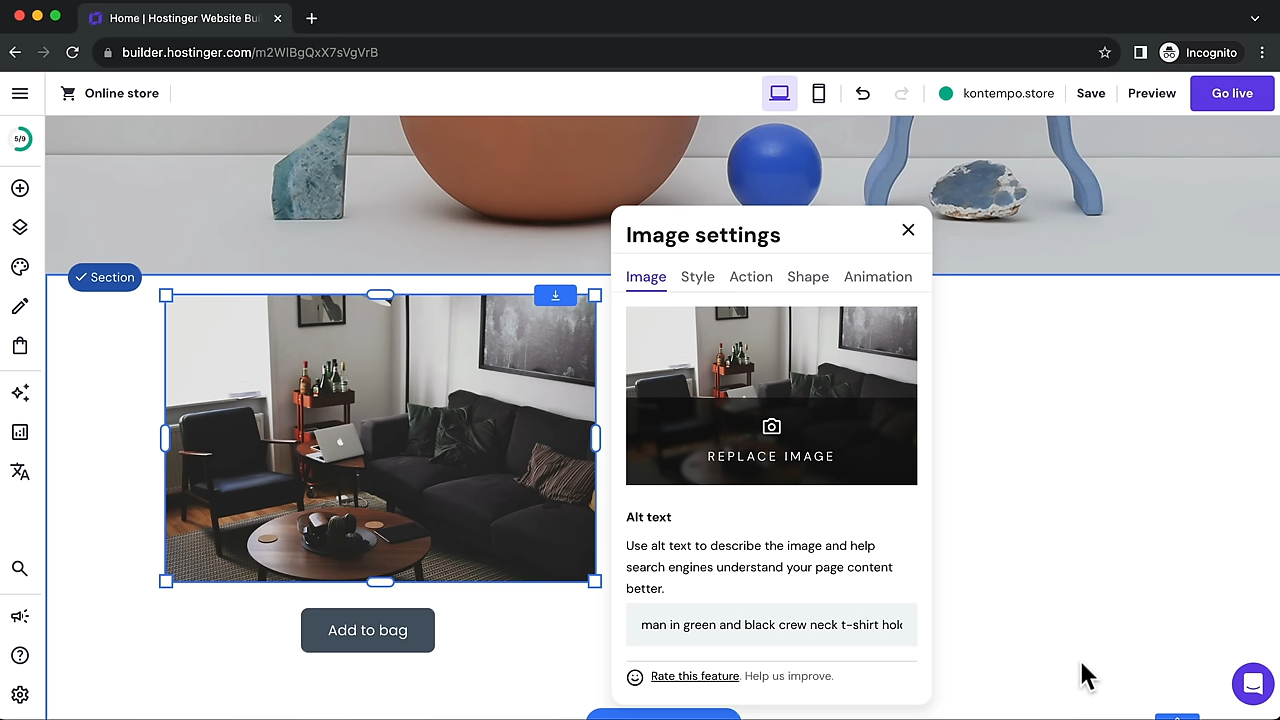 Home | Hostinger Website Bui
builder.hostinger.com/m2WlBgQxX7sVgVrB
Incognito
Online store
kontempo.store
Save
Preview
Go live
5/9
Section
Image settings
Image
Style
Action
Shape
Animation
REPLACE IMAGE
Alt text
Use alt text to describe the image and help
search engines understand your page content
better.
man in green and black crew neck t-shirt hold
Add to bag
Rate this feature. Help us improve.